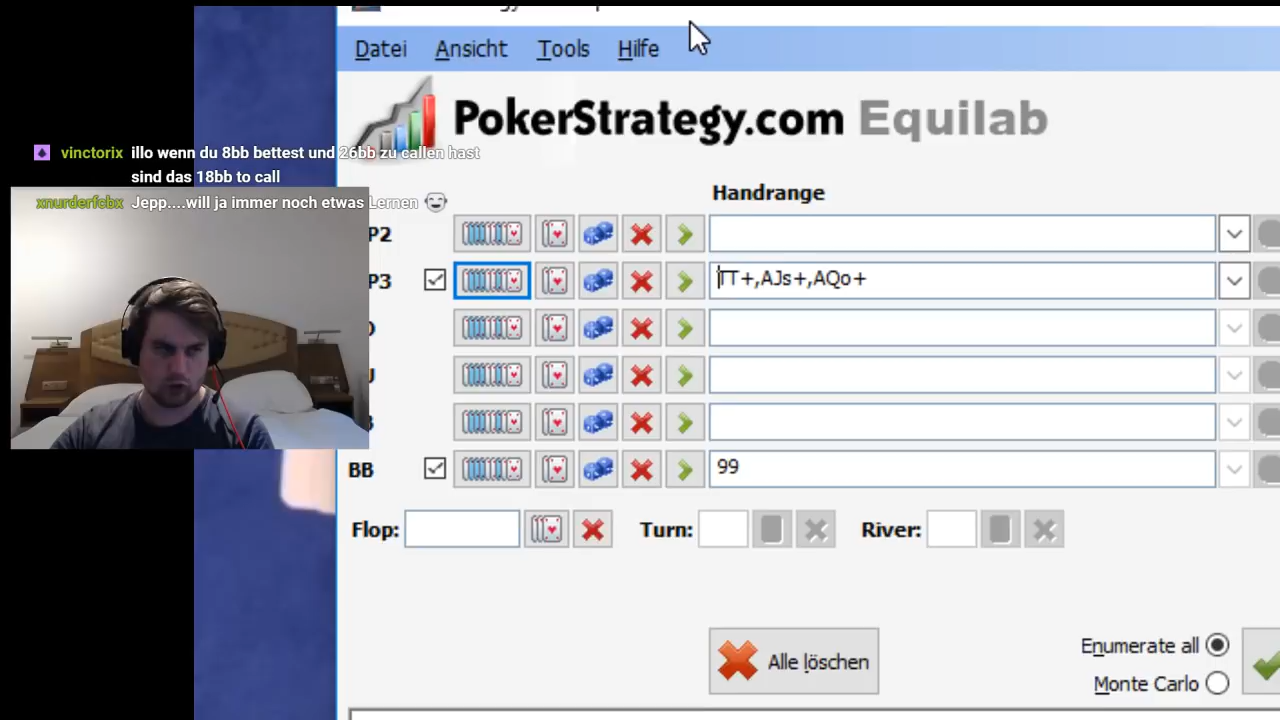 Datei Ansicht Tools Hilfe
PokerStrategy.com Equilab
vinctorix illo wenn du 8bb bettest und 26bb zu callen hast
sind das 18bb to call
xnurderfcbx Jepp....will ja immer noch etwas Lernen
Handrange
P2
P3 TT+,AJs+,AQo+
BB 99
Flop: Turn: River:
Alle löschen
Enumerate all
Monte Carlo